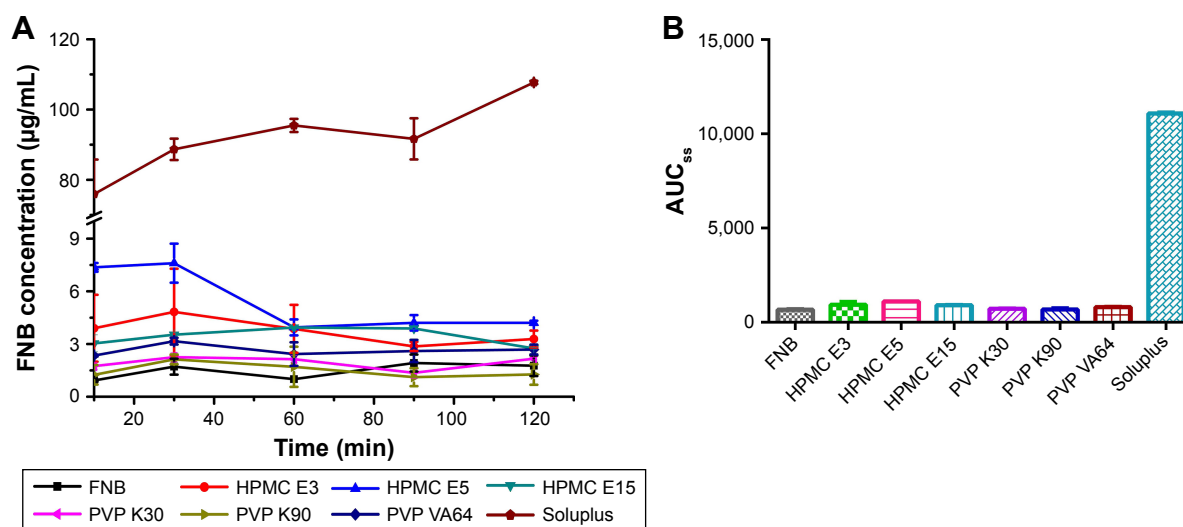 A
FNB concentration (µg/mL)
120
100
80
9
6
3
0
20
40
60
80
100
120
Time (min)
FNB
HPMC E3
HPMC E5
HPMC E15
PVP K30
PVP K90
PVP VA64
Soluplus
B
AUCss
15,000
10,000
5,000
0
FNB
HPMC E3
HPMC E5
HPMC E15
PVP K30
PVP K90
PVP VA64
Soluplus